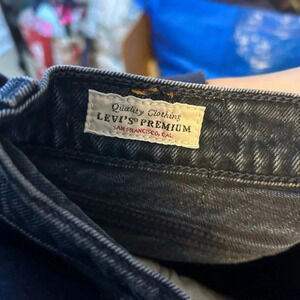 Quality Clothing
LEVI'S® PREMIUM
SAN FRANCISCO, CAL